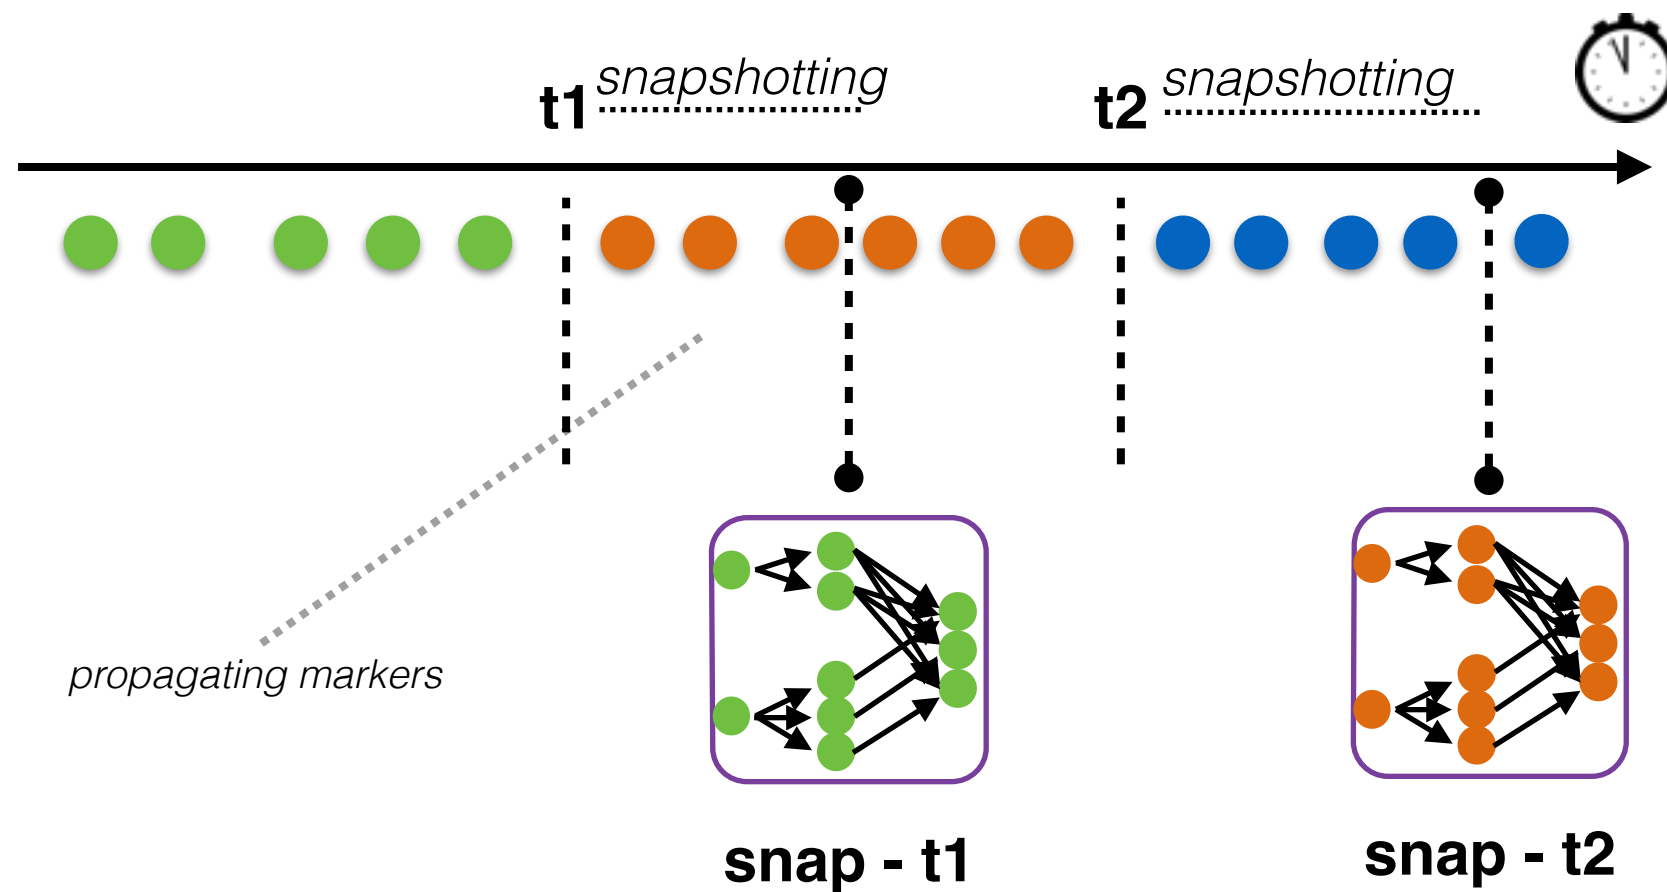 t1 snapshotting
t2 snapshotting
propagating markers
snap - t1
snap - t2